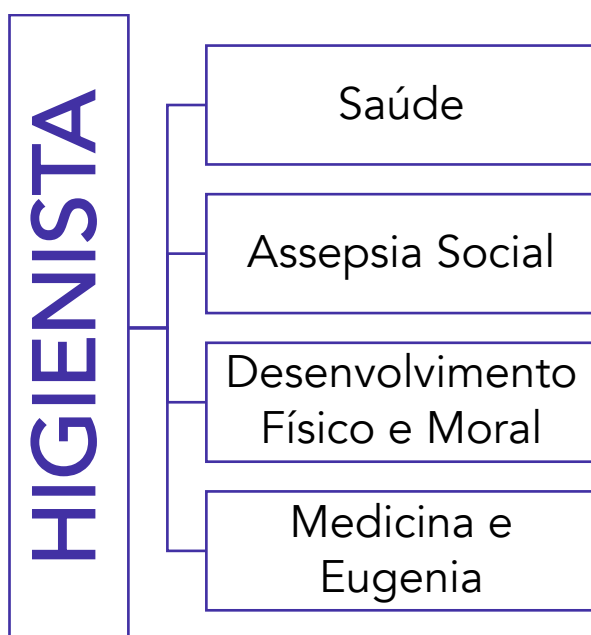 HIGIENISTA
Saúde
Assepsia Social
Desenvolvimento
Físico e Moral
Medicina e
Eugenia